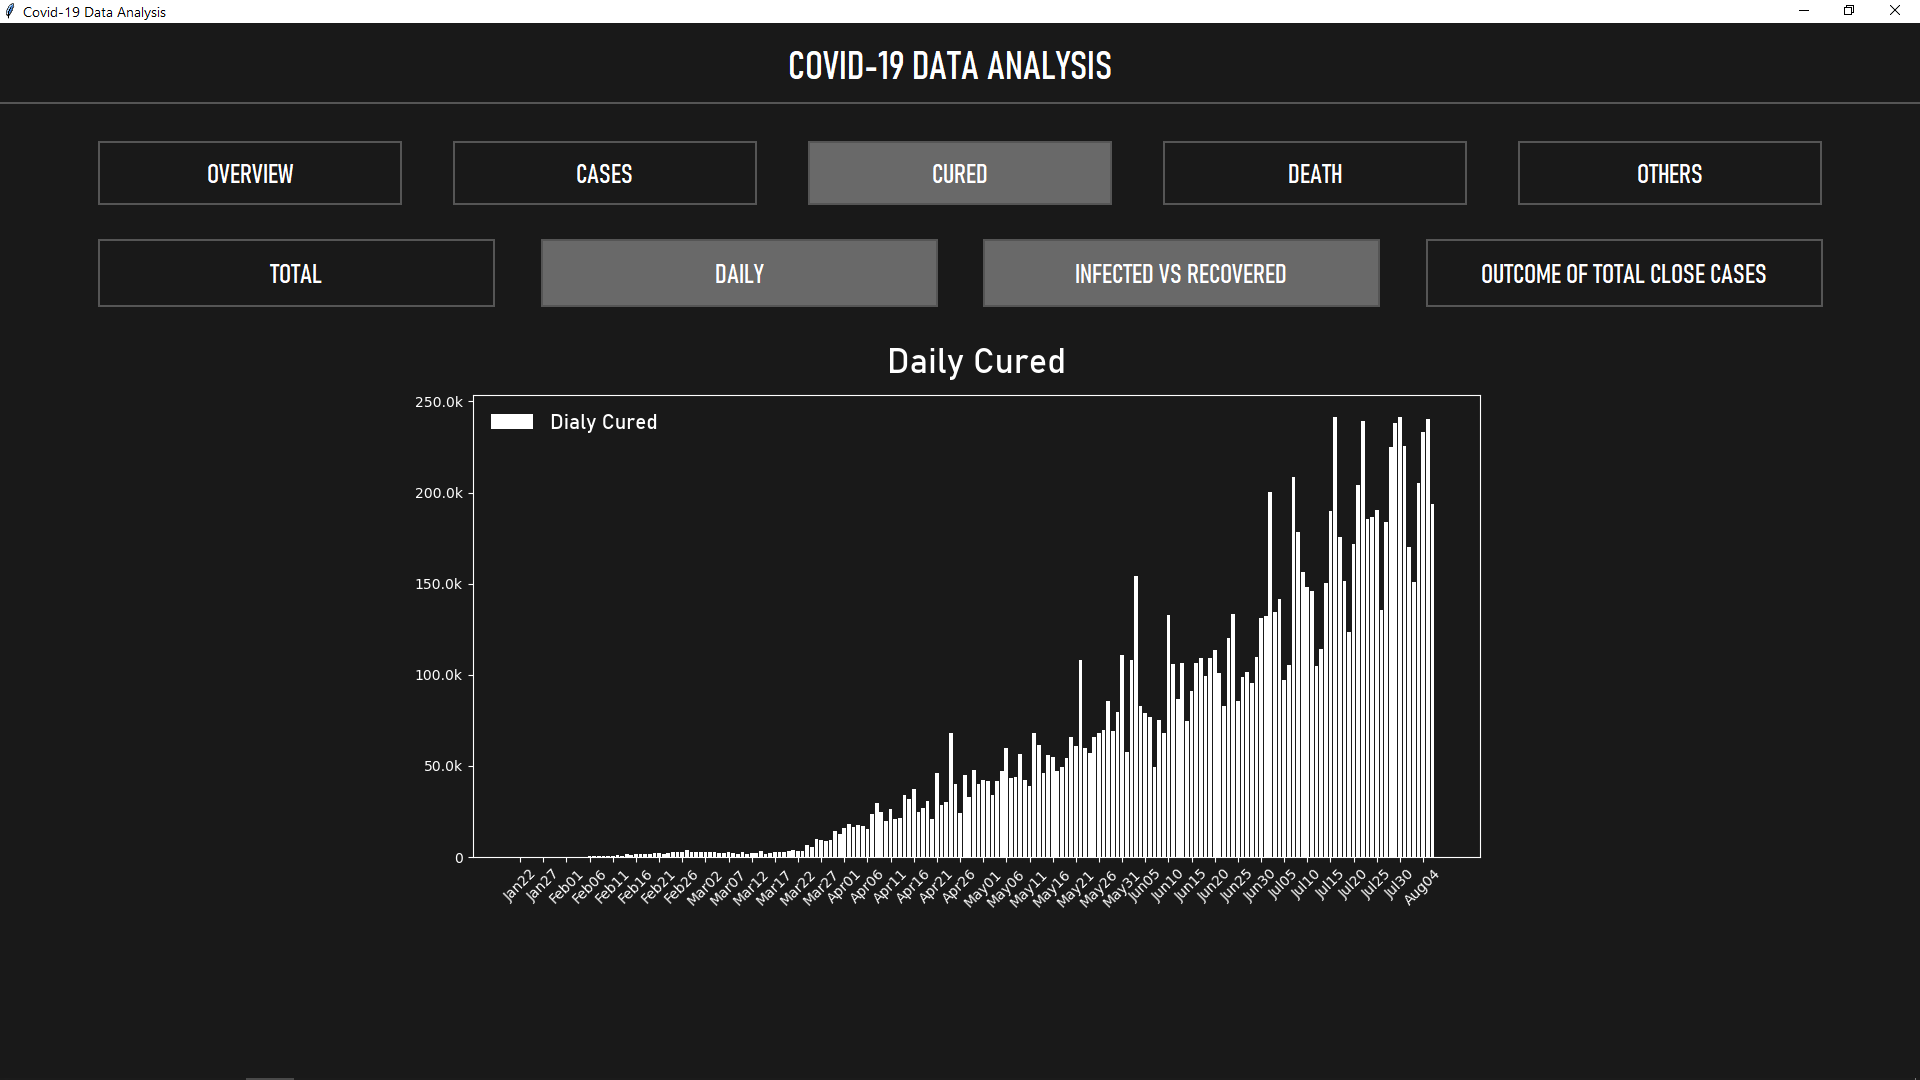 Covid-19 Data Analysis
COVID-19 DATA ANALYSIS
OVERVIEW
CASES
CURED
DEATH
OTHERS
TOTAL
DAILY
INFECTED VS RECOVERED
OUTCOME OF TOTAL CLOSE CASES
Daily Cured
Dialy Cured
250.0k
200.0k
150.0k
100.0k
50.0k
0
Jan22
Jan27
Feb01
Feb06
Feb11
Feb16
Feb21
Feb26
Mar02
Mar07
Mar12
Mar17
Mar22
Mar27
Apr01
Apr06
Apr11
Apr16
Apr21
Apr26
May01
May06
May11
May16
May21
May26
May31
Jun05
Jun10
Jun15
Jun20
Jun25
Jun30
Jul05
Jul10
Jul15
Jul20
Jul25
Jul30
Aug04